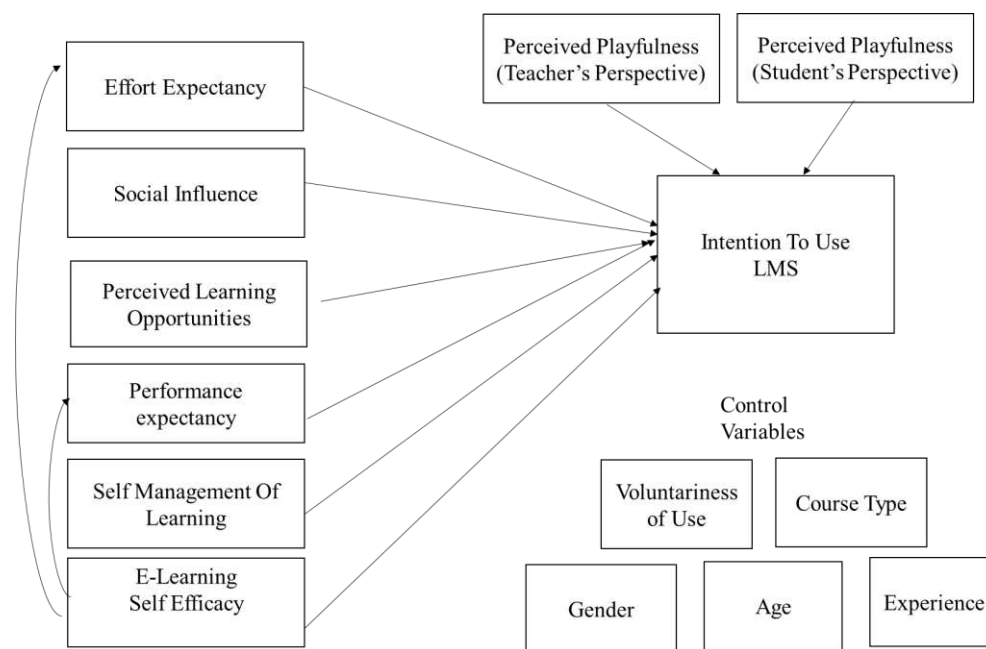 Effort Expectancy
Social Influence
Perceived Learning
Opportunities
Performance
expectancy
Self Management Of
Learning
E-Learning
Self Efficacy
Perceived Playfulness
(Teacher's Perspective)
Perceived Playfulness
(Student's Perspective)
Intention To Use
LMS
Control
Variables
Voluntariness
of Use
Course Type
Gender
Age
Experience